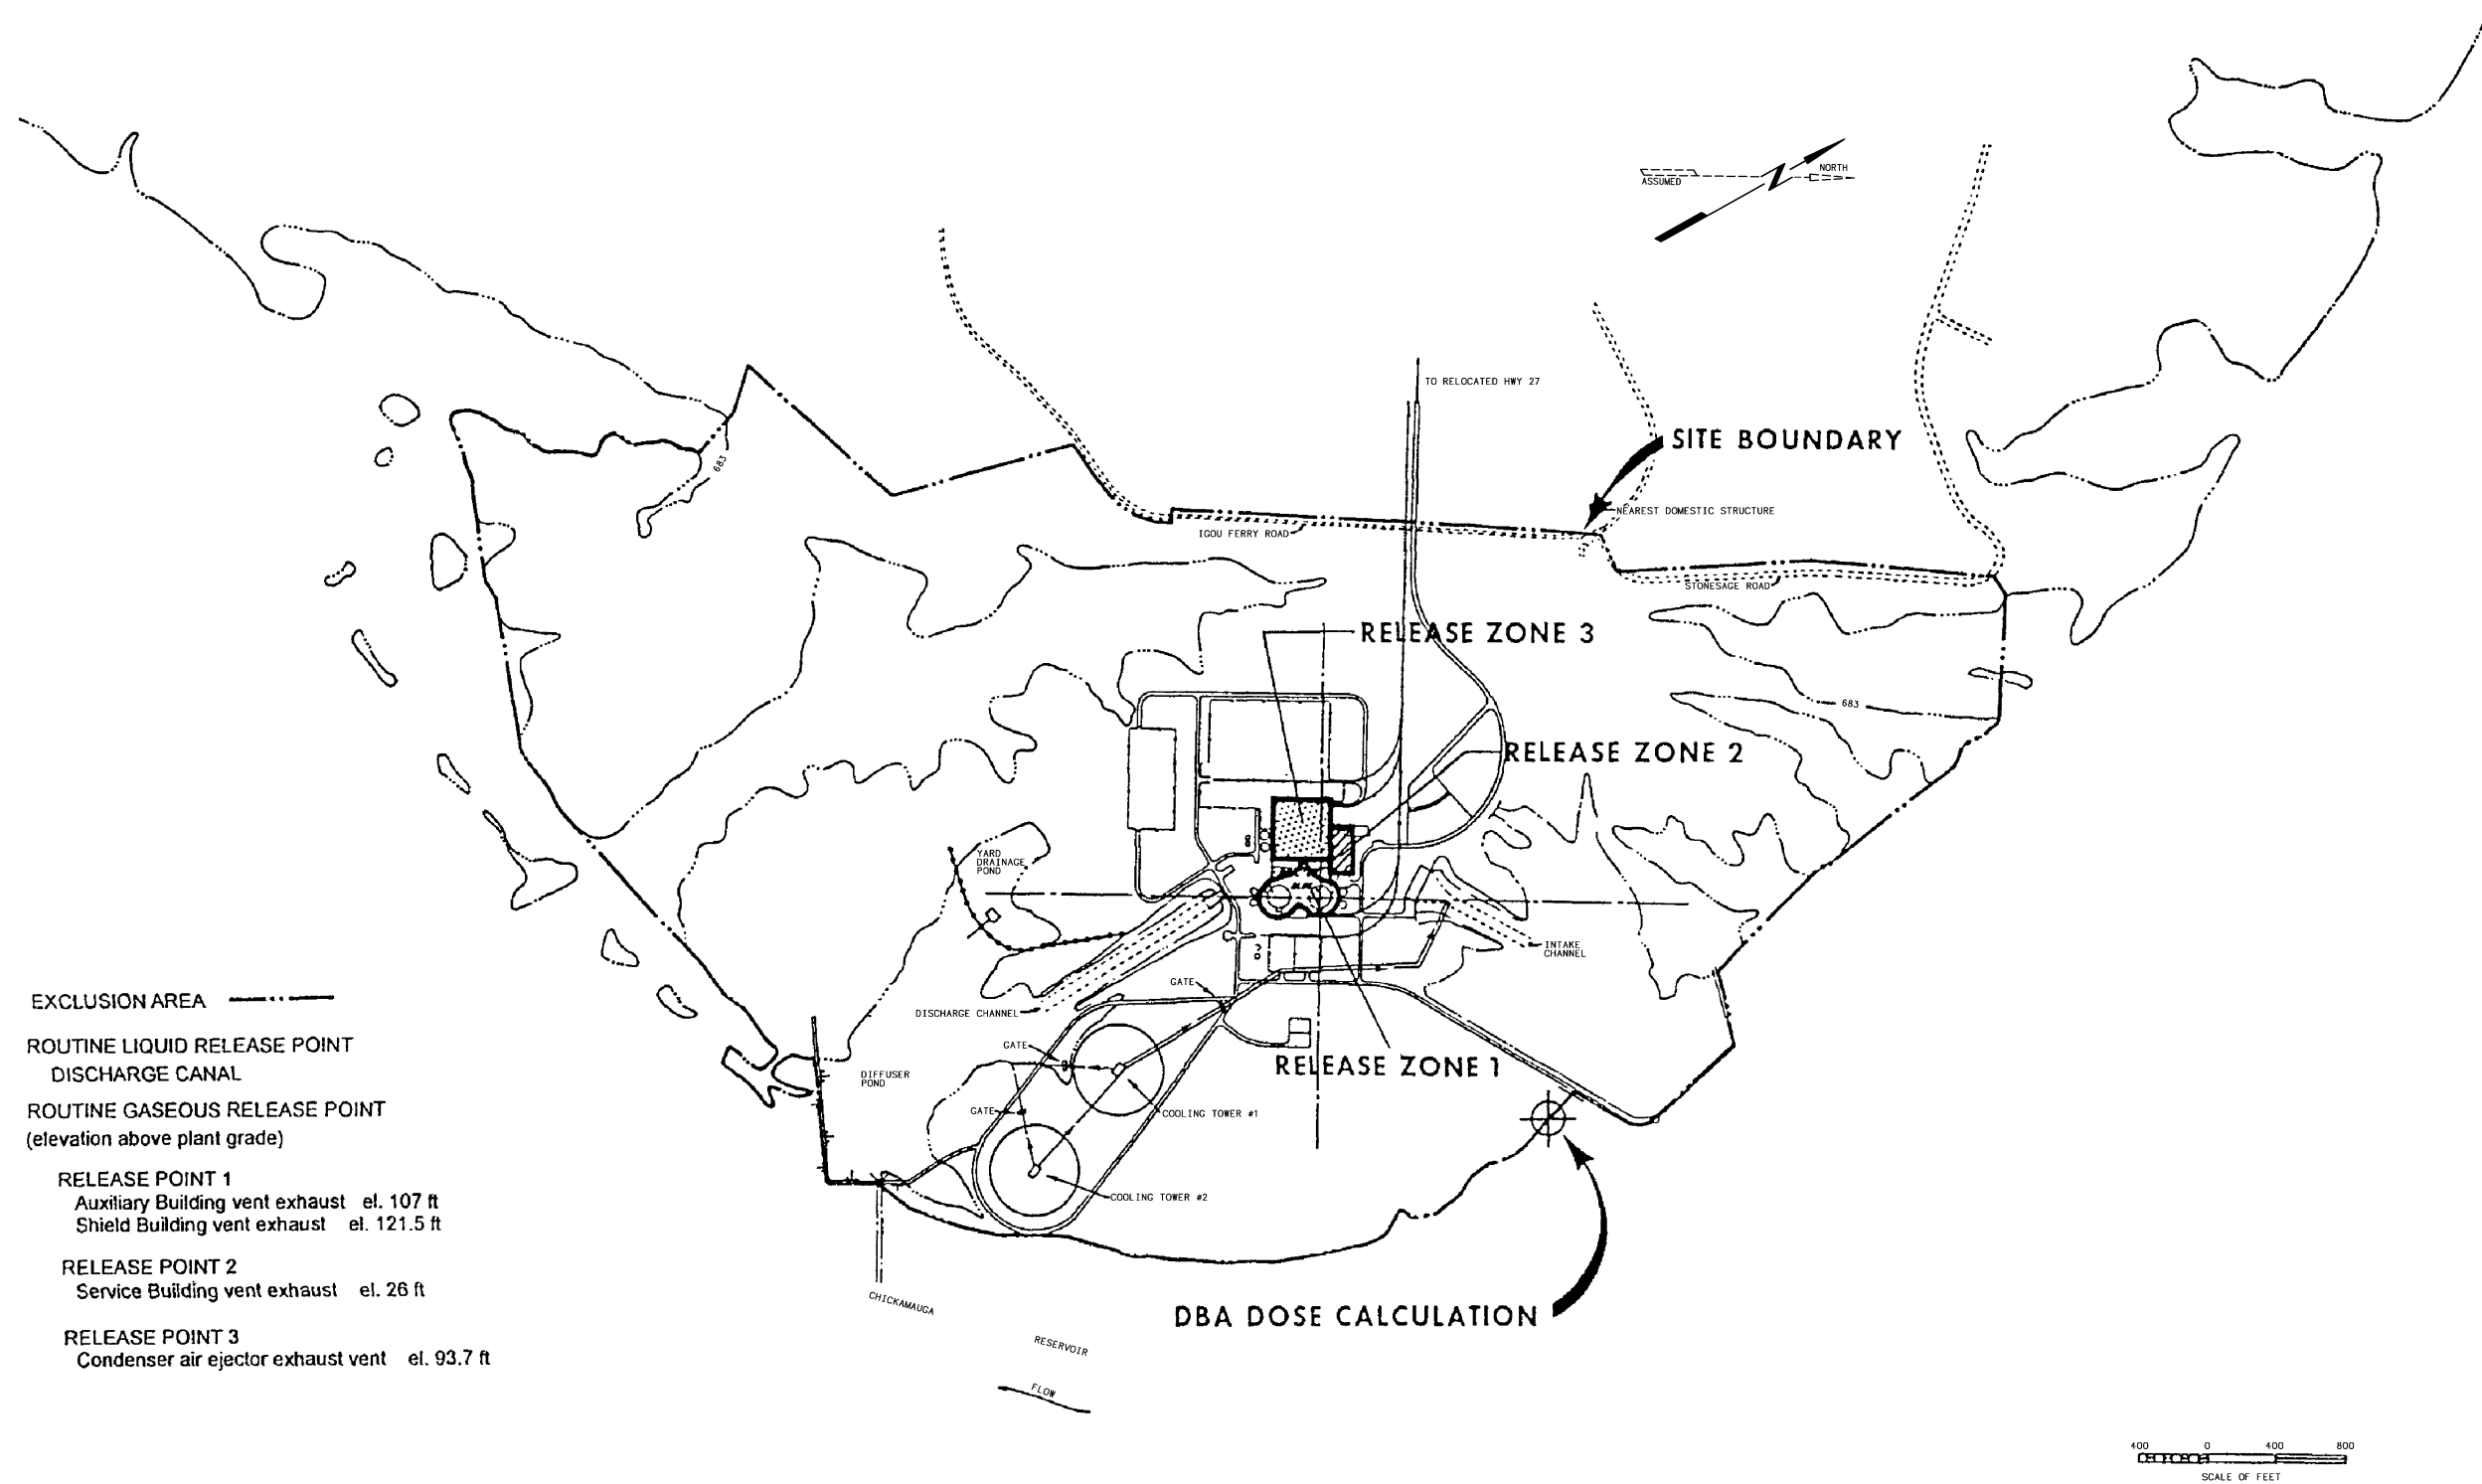 NORTH
ASSUMED
TO RELOCATED HWY 27
SITE BOUNDARY
683
NEAREST DOMESTIC STRUCTURE
IGOU FERRY ROAD
STONESAGE ROAD
RELEASE ZONE 3
683
RELEASE ZONE 2
YARD
DRAINAGE
POND
INTAKE
CHANNEL
GATE
DISCHARGE CHANNEL
GATE
RELEASE ZONE 1
DIFFUSER
POND
GATE
COOLING TOWER #1
COOLING TOWER #2
EXCLUSION AREA
ROUTINE LIQUID RELEASE POINT
DISCHARGE CANAL
ROUTINE GASEOUS RELEASE POINT
(elevation above plant grade)
RELEASE POINT 1
Auxiliary Building vent exhaust el. 107 ft
Shield Building vent exhaust el. 121.5 ft
RELEASE POINT 2
Service Building vent exhaust el. 26 ft
RELEASE POINT 3
Condenser air ejector exhaust vent el. 93.7 ft
CHICKAMAUGA
RESERVOIR
FLOW
DBA DOSE CALCULATION
400 0 400 800
SCALE OF FEET